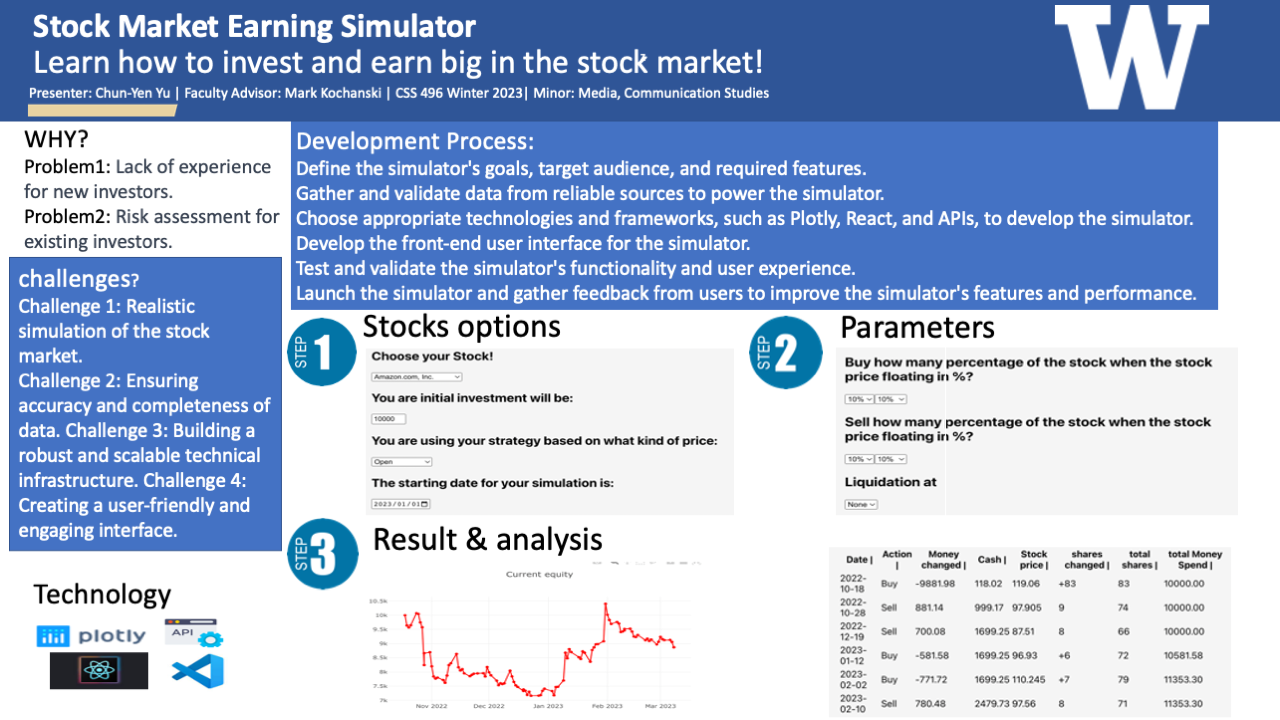 Stock Market Earning Simulator
Learn how to invest and earn big in the stock market!
Presenter: Chun-Yen Yu | Faculty Advisor: Mark Kochanski | CSS 496 Winter 2023| Minor: Media, Communication Studies
W
WHY?
Problem1: Lack of experience
for new investors.
Problem2: Risk assessment for
existing investors.
challenges?
Challenge 1: Realistic
simulation of the stock
market.
Challenge 2: Ensuring
accuracy and completeness of
data. Challenge 3: Building a
robust and scalable technical
infrastructure. Challenge 4:
Creating a user-friendly and
engaging interface.
Technology
plotly
API
Development Process:
Define the simulator's goals, target audience, and required features.
Gather and validate data from reliable sources to power the simulator.
Choose appropriate technologies and frameworks, such as Plotly, React, and APIs, to develop the simulator.
Develop the front-end user interface for the simulator.
Test and validate the simulator's functionality and user experience.
Launch the simulator and gather feedback from users to improve the simulator's features and performance.
STEP 1
Stocks options
Choose your Stock!
Amazon.com, Inc.
You are initial investment will be:
10000
You are using your strategy based on what kind of price:
Open
The starting date for your simulation is:
2023/01/01
STEP 2
Parameters
Buy how many percentage of the stock when the stock
price floating in %?
10% 10%
Sell how many percentage of the stock when the stock
price floating in %?
10% 10%
Liquidation at
None
STEP 3
Result & analysis
Current equity
10.5k
10k
9.5k
9k
8.5k
8k
7.5k
7k
Nov 2022 Dec 2022 Jan 2023 Feb 2023 Mar 2023
Date | Action | Money changed | Cash | Stock price | shares changed | total shares | total Money Spend |
2022-10-18 Buy -9881.98 118.02 119.06 +83 83 10000.00
2022-10-28 Sell 881.14 999.17 97.905 9 74 10000.00
2022-12-19 Sell 700.08 1699.25 87.51 8 66 10000.00
2023-01-12 Buy -581.58 1699.25 96.93 +6 72 10581.58
2023-02-02 Buy -771.72 1699.25 110.245 +7 79 11353.30
2023-02-10 Sell 780.48 2479.73 97.56 8 71 11353.30